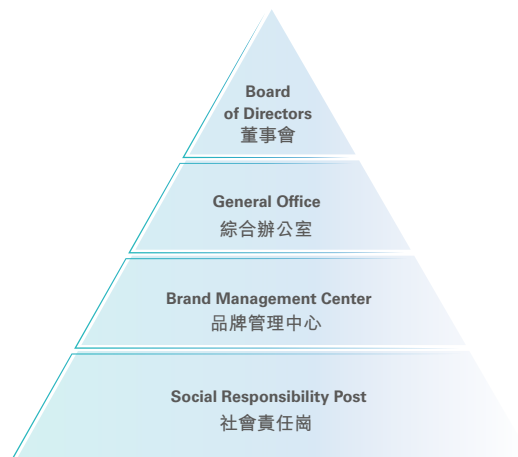 Board
of Directors
董事會
General Office
綜合辦公室
Brand Management Center
品牌管理中心
Social Responsibility Post
社會責任崗